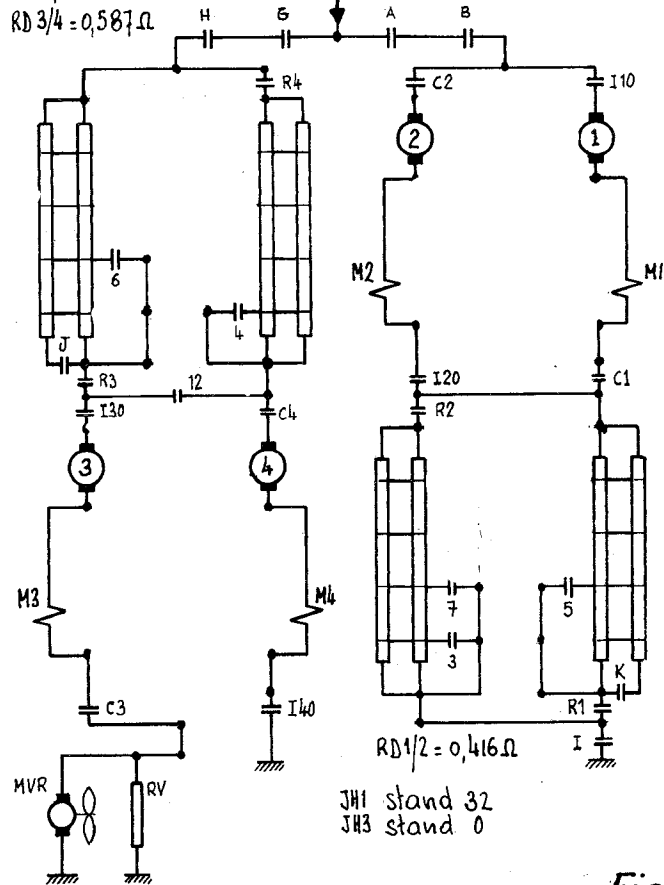 RD 3/4 = 0,587 Ω
H G A B
R4 C2 I10
2 1
6
M2 M1
4
J
R3 12 I20 C1
I30 C4 R2
3 4
M3 M4
7 5
3
K
C3 I40 R1
RD1/2 = 0,416 Ω I
MVR RV
JH1 stand 32
JH3 stand 0